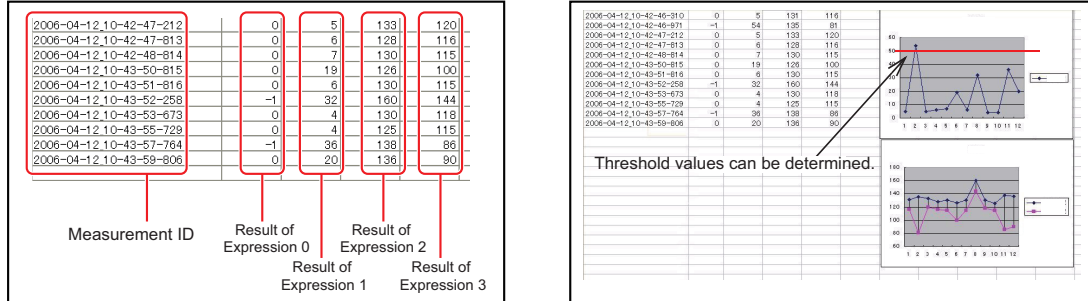 2006-04-12_10-42-47-212 0 5 133 120
2006-04-12_10-42-47-813 0 6 128 116
2006-04-12_10-42-48-814 0 7 130 115
2006-04-12_10-43-50-815 0 19 126 100
2006-04-12_10-43-51-816 0 6 130 115
2006-04-12_10-43-52-258 -1 32 160 144
2006-04-12_10-43-53-673 0 4 130 118
2006-04-12_10-43-55-729 0 4 125 115
2006-04-12_10-43-57-764 -1 36 138 86
2006-04-12_10-43-59-806 0 20 136 90
Measurement ID
Result of
Expression 0
Result of
Expression 1
Result of
Expression 2
Result of
Expression 3
2006-04-12_10-42-46-310 0 5 131 116
2006-04-12_10-42-46-971 -1 54 135 81
2006-04-12_10-42-47-212 0 5 133 120
2006-04-12_10-42-47-813 0 6 128 116
2006-04-12_10-42-48-814 0 7 130 115
2006-04-12_10-43-50-815 0 19 126 100
2006-04-12_10-43-51-816 0 6 130 115
2006-04-12_10-43-52-258 -1 32 160 144
2006-04-12_10-43-53-673 0 4 130 118
2006-04-12_10-43-55-729 0 4 125 115
2006-04-12_10-43-57-764 -1 36 138 86
2006-04-12_10-43-59-806 0 20 136 90
60
50
40
30
20
10
0
1 2 3 4 5 6 7 8 9 10 11 12
Threshold values can be determined.
180
160
140
120
100
80
60
1 2 3 4 5 6 7 8 9 10 11 12